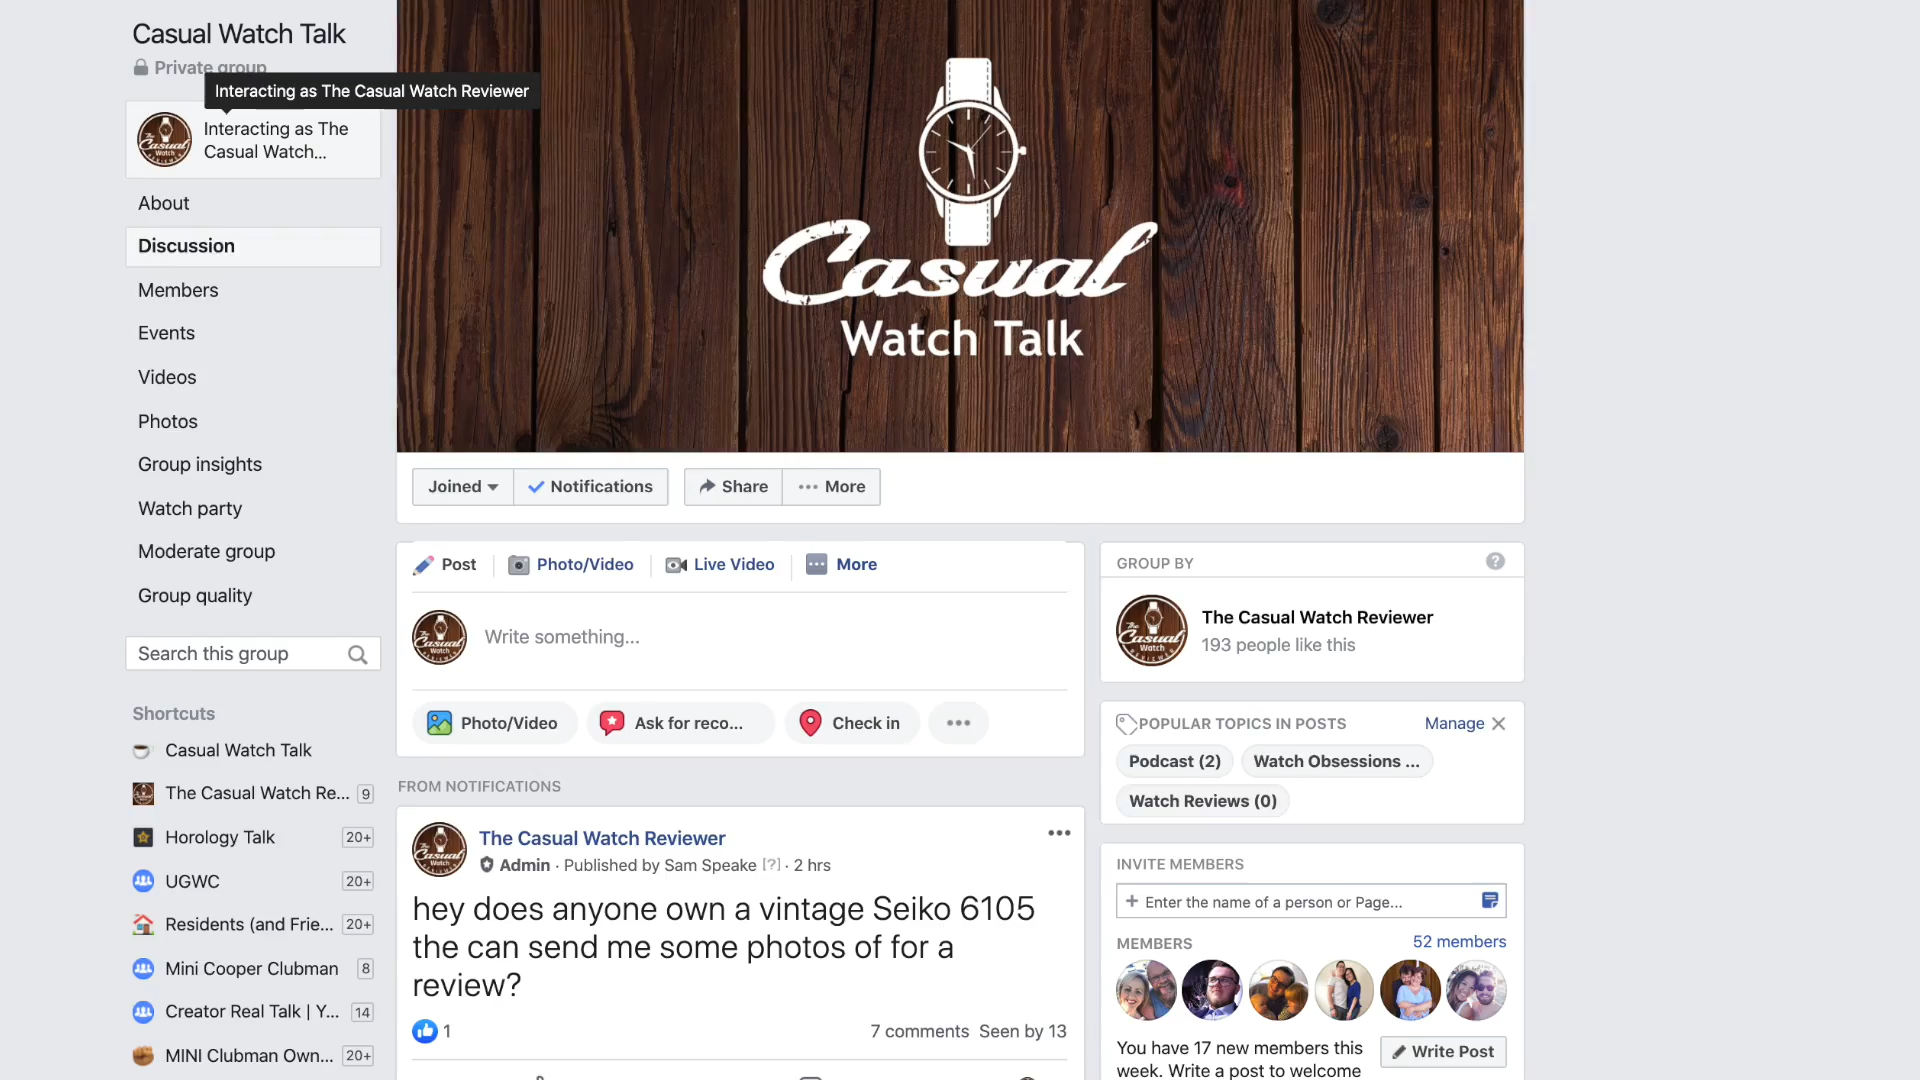 Casual Watch Talk
Private group
Interacting as The Casual Watch Reviewer
Interacting as The
Casual Watch...
About
Discussion
Members
Events
Videos
Photos
Group insights
Watch party
Moderate group
Group quality
Search this group
Shortcuts
Casual Watch Talk
The Casual Watch Re... 9
Horology Talk 20+
UGWC 20+
Residents (and Frie... 20+
Mini Cooper Clubman 8
Creator Real Talk | Y... 14
MINI Clubman Own... 20+
Casual
Watch Talk
Joined Notifications Share More
Post Photo/Video Live Video More
Write something...
Photo/Video Ask for reco... Check in
FROM NOTIFICATIONS
The Casual Watch Reviewer
Admin · Published by Sam Speake [?] · 2 hrs
hey does anyone own a vintage Seiko 6105
the can send me some photos of for a
review?
1 7 comments Seen by 13
GROUP BY
The Casual Watch Reviewer
193 people like this
POPULAR TOPICS IN POSTS Manage
Podcast (2) Watch Obsessions ...
Watch Reviews (0)
INVITE MEMBERS
+ Enter the name of a person or Page...
MEMBERS 52 members
You have 17 new members this
week. Write a post to welcome
Write Post